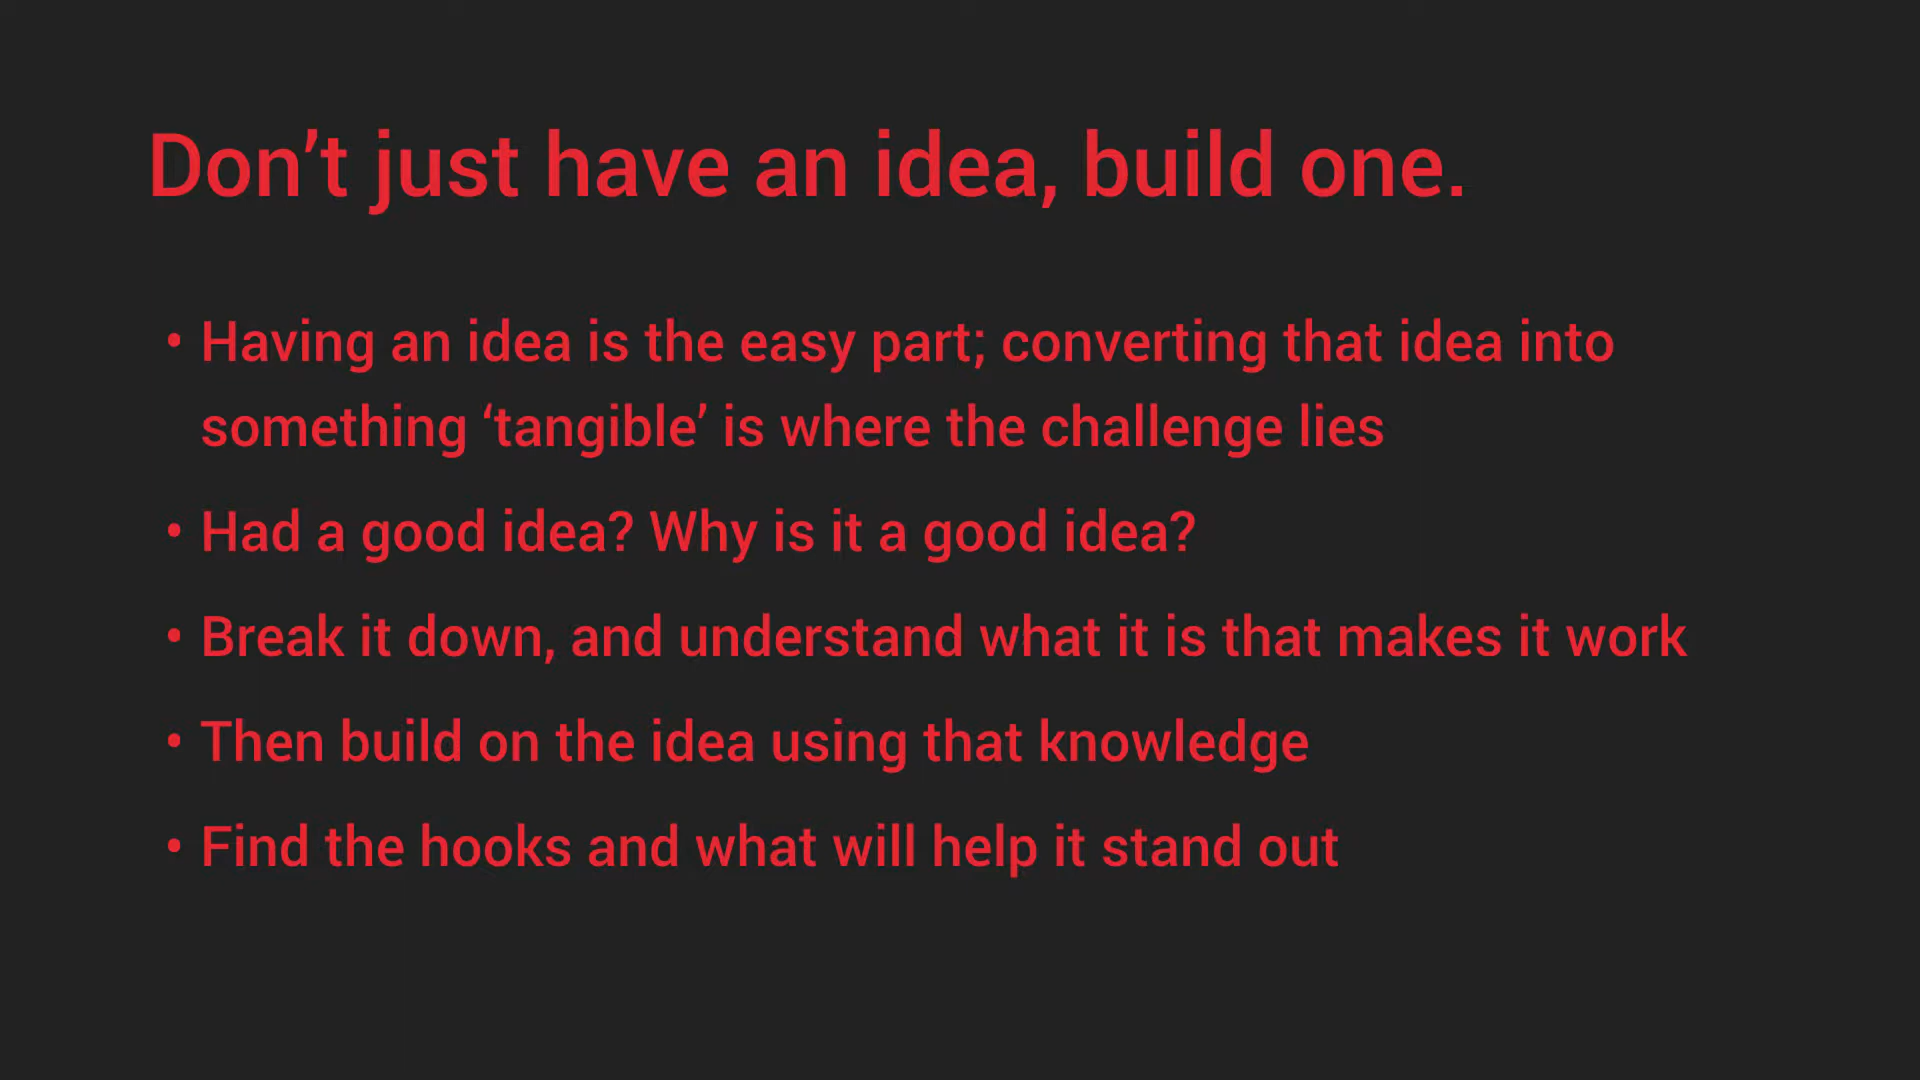 Don’t just have an idea, build one.
• Having an idea is the easy part; converting that idea into
something ‘tangible’ is where the challenge lies
• Had a good idea? Why is it a good idea?
• Break it down, and understand what it is that makes it work
• Then build on the idea using that knowledge
• Find the hooks and what will help it stand out